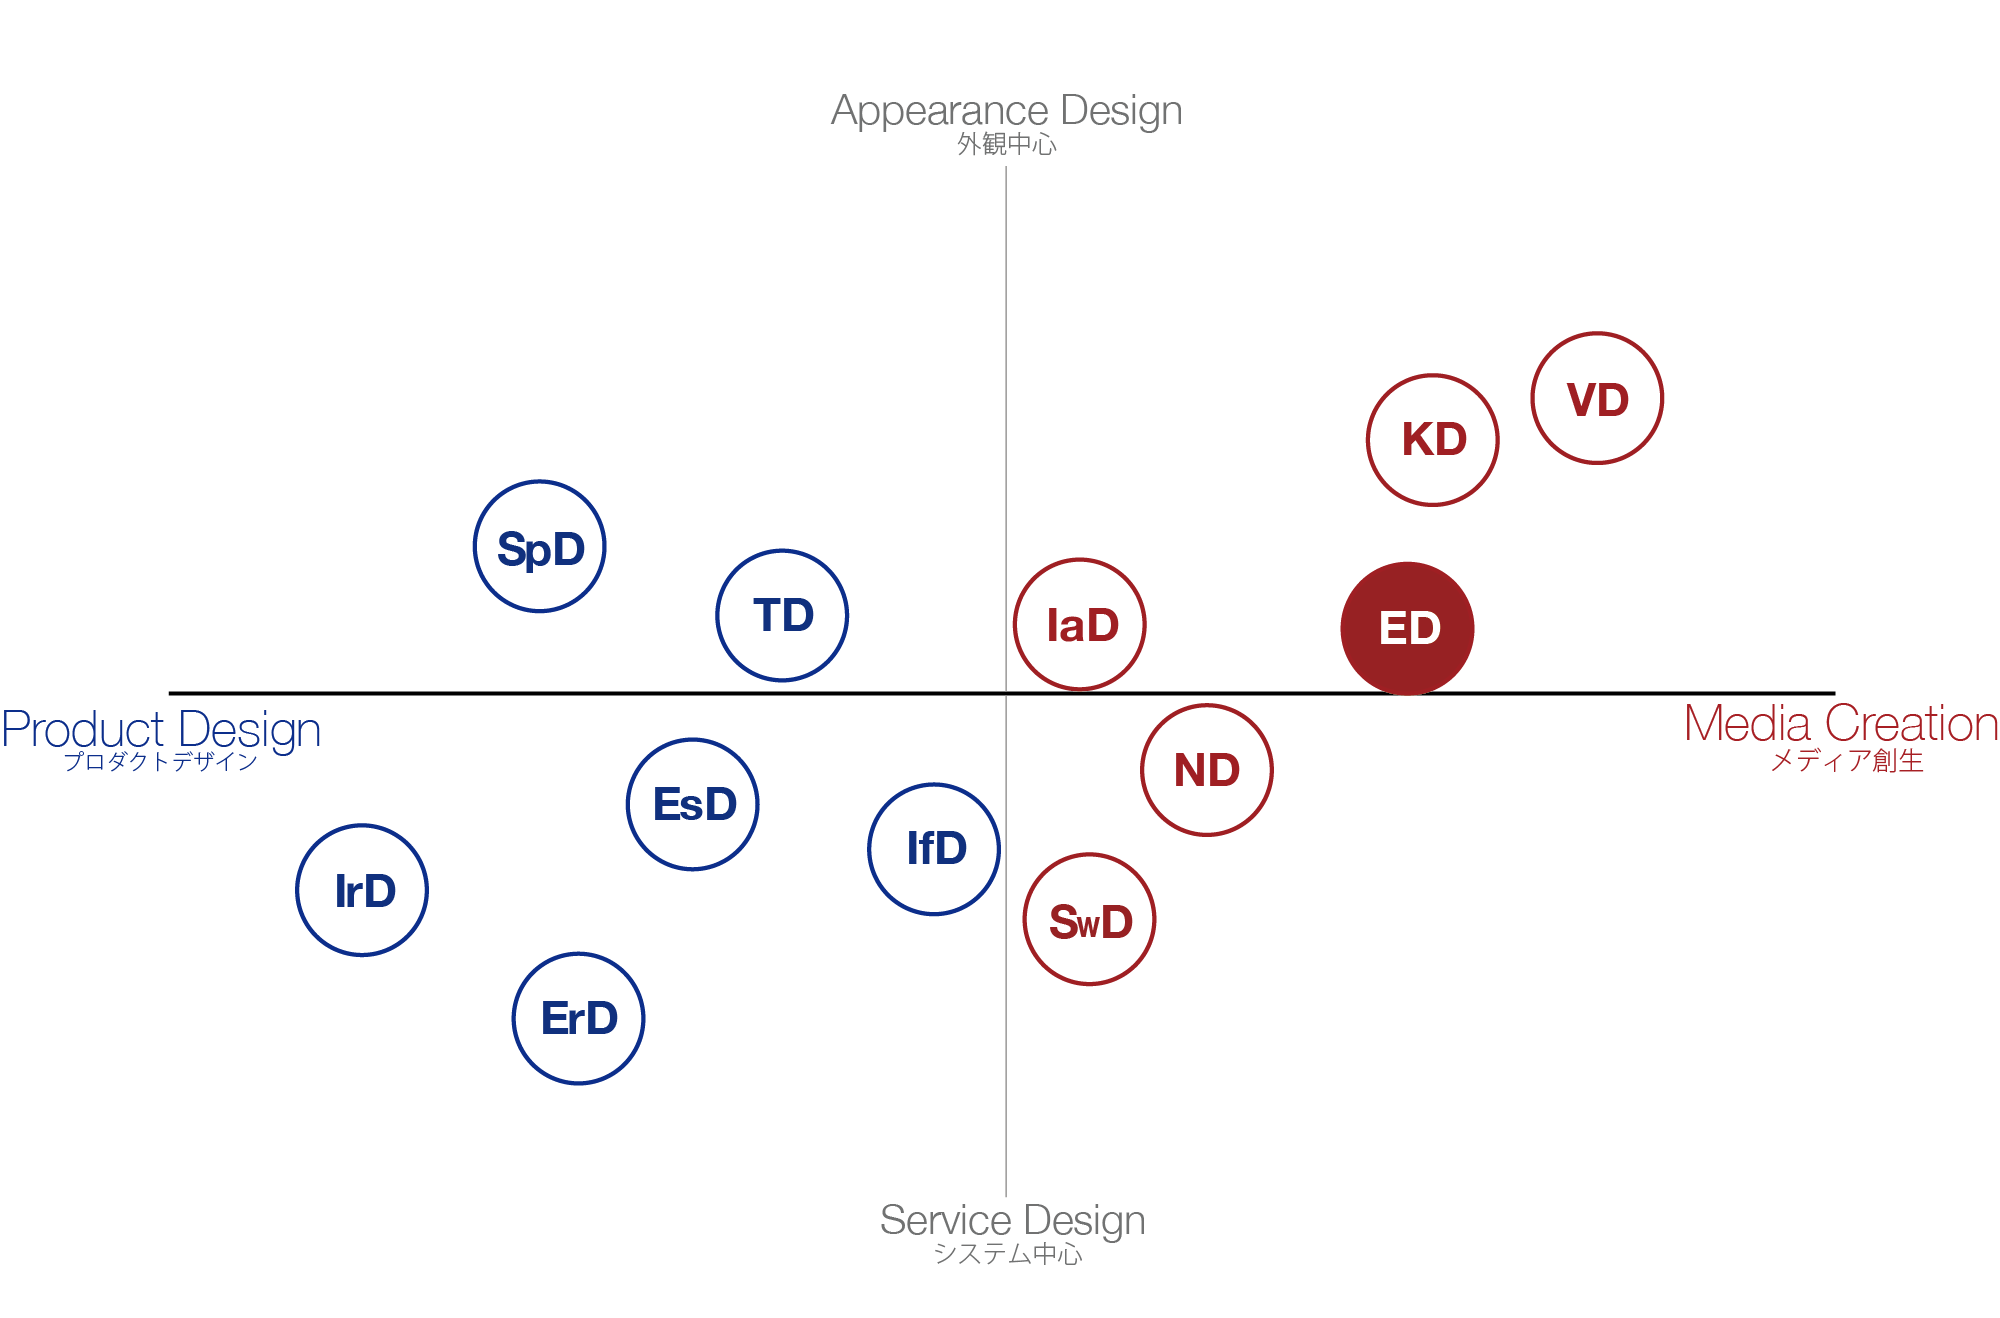 Appearance Design
外観中心
VD
KD
SpD
TD
IaD
ED
Product Design
プロダクトデザイン
Media Creation
メディア創生
ND
EsD
IfD
IrD
SwD
ErD
Service Design
システム中心